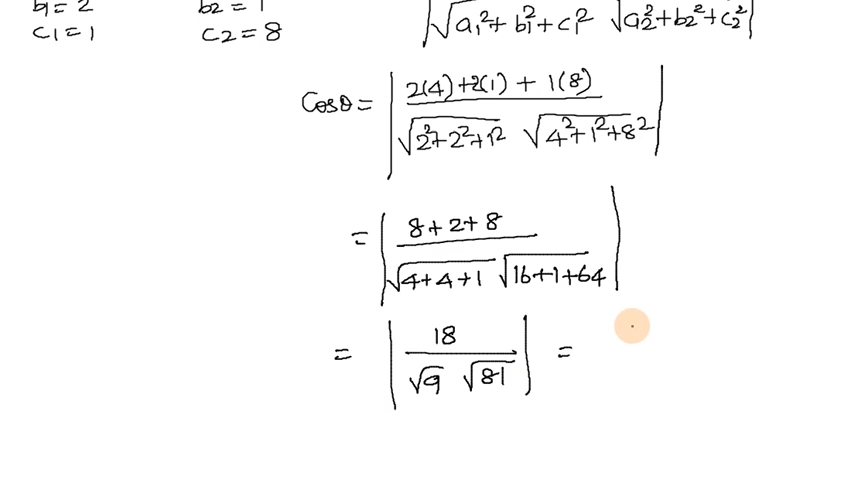 b1 = 2 b2 = 1 |√a1²+b1²+c1² √a2²+b2²+c2²|
c1 = 1 c2 = 8
Cosθ = |2(4)+2(1) + 1(8) / √2²+2²+1² √4²+1²+8²|
= |8+2+8 / √4+4+1 √16+1+64|
= |18 / √9 √81| =